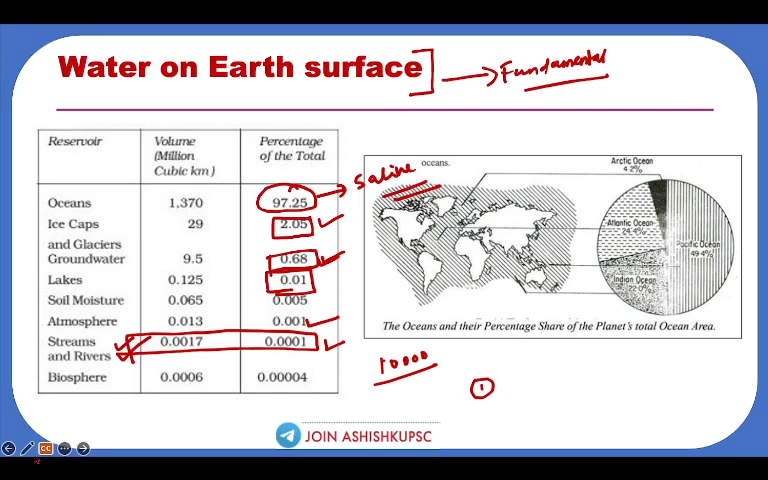 Water on Earth surface
Fundamental
Reservoir Volume (Million Cubic km) Percentage of the Total
Oceans 1,370 97.25
Ice Caps and Glaciers 29 2.05
Groundwater 9.5 0.68
Lakes 0.125 0.01
Soil Moisture 0.065 0.005
Atmosphere 0.013 0.001
Streams and Rivers 0.0017 0.0001
Biosphere 0.0006 0.00004
Saline
oceans.
Arctic Ocean
4.2%
Atlantic Ocean
24.4%
Pacific Ocean
49.4%
Indian Ocean
22.0%
The Oceans and their Percentage Share of the Planet's total Ocean Area.
10000
1
JOIN ASHISHKUPSC
CC